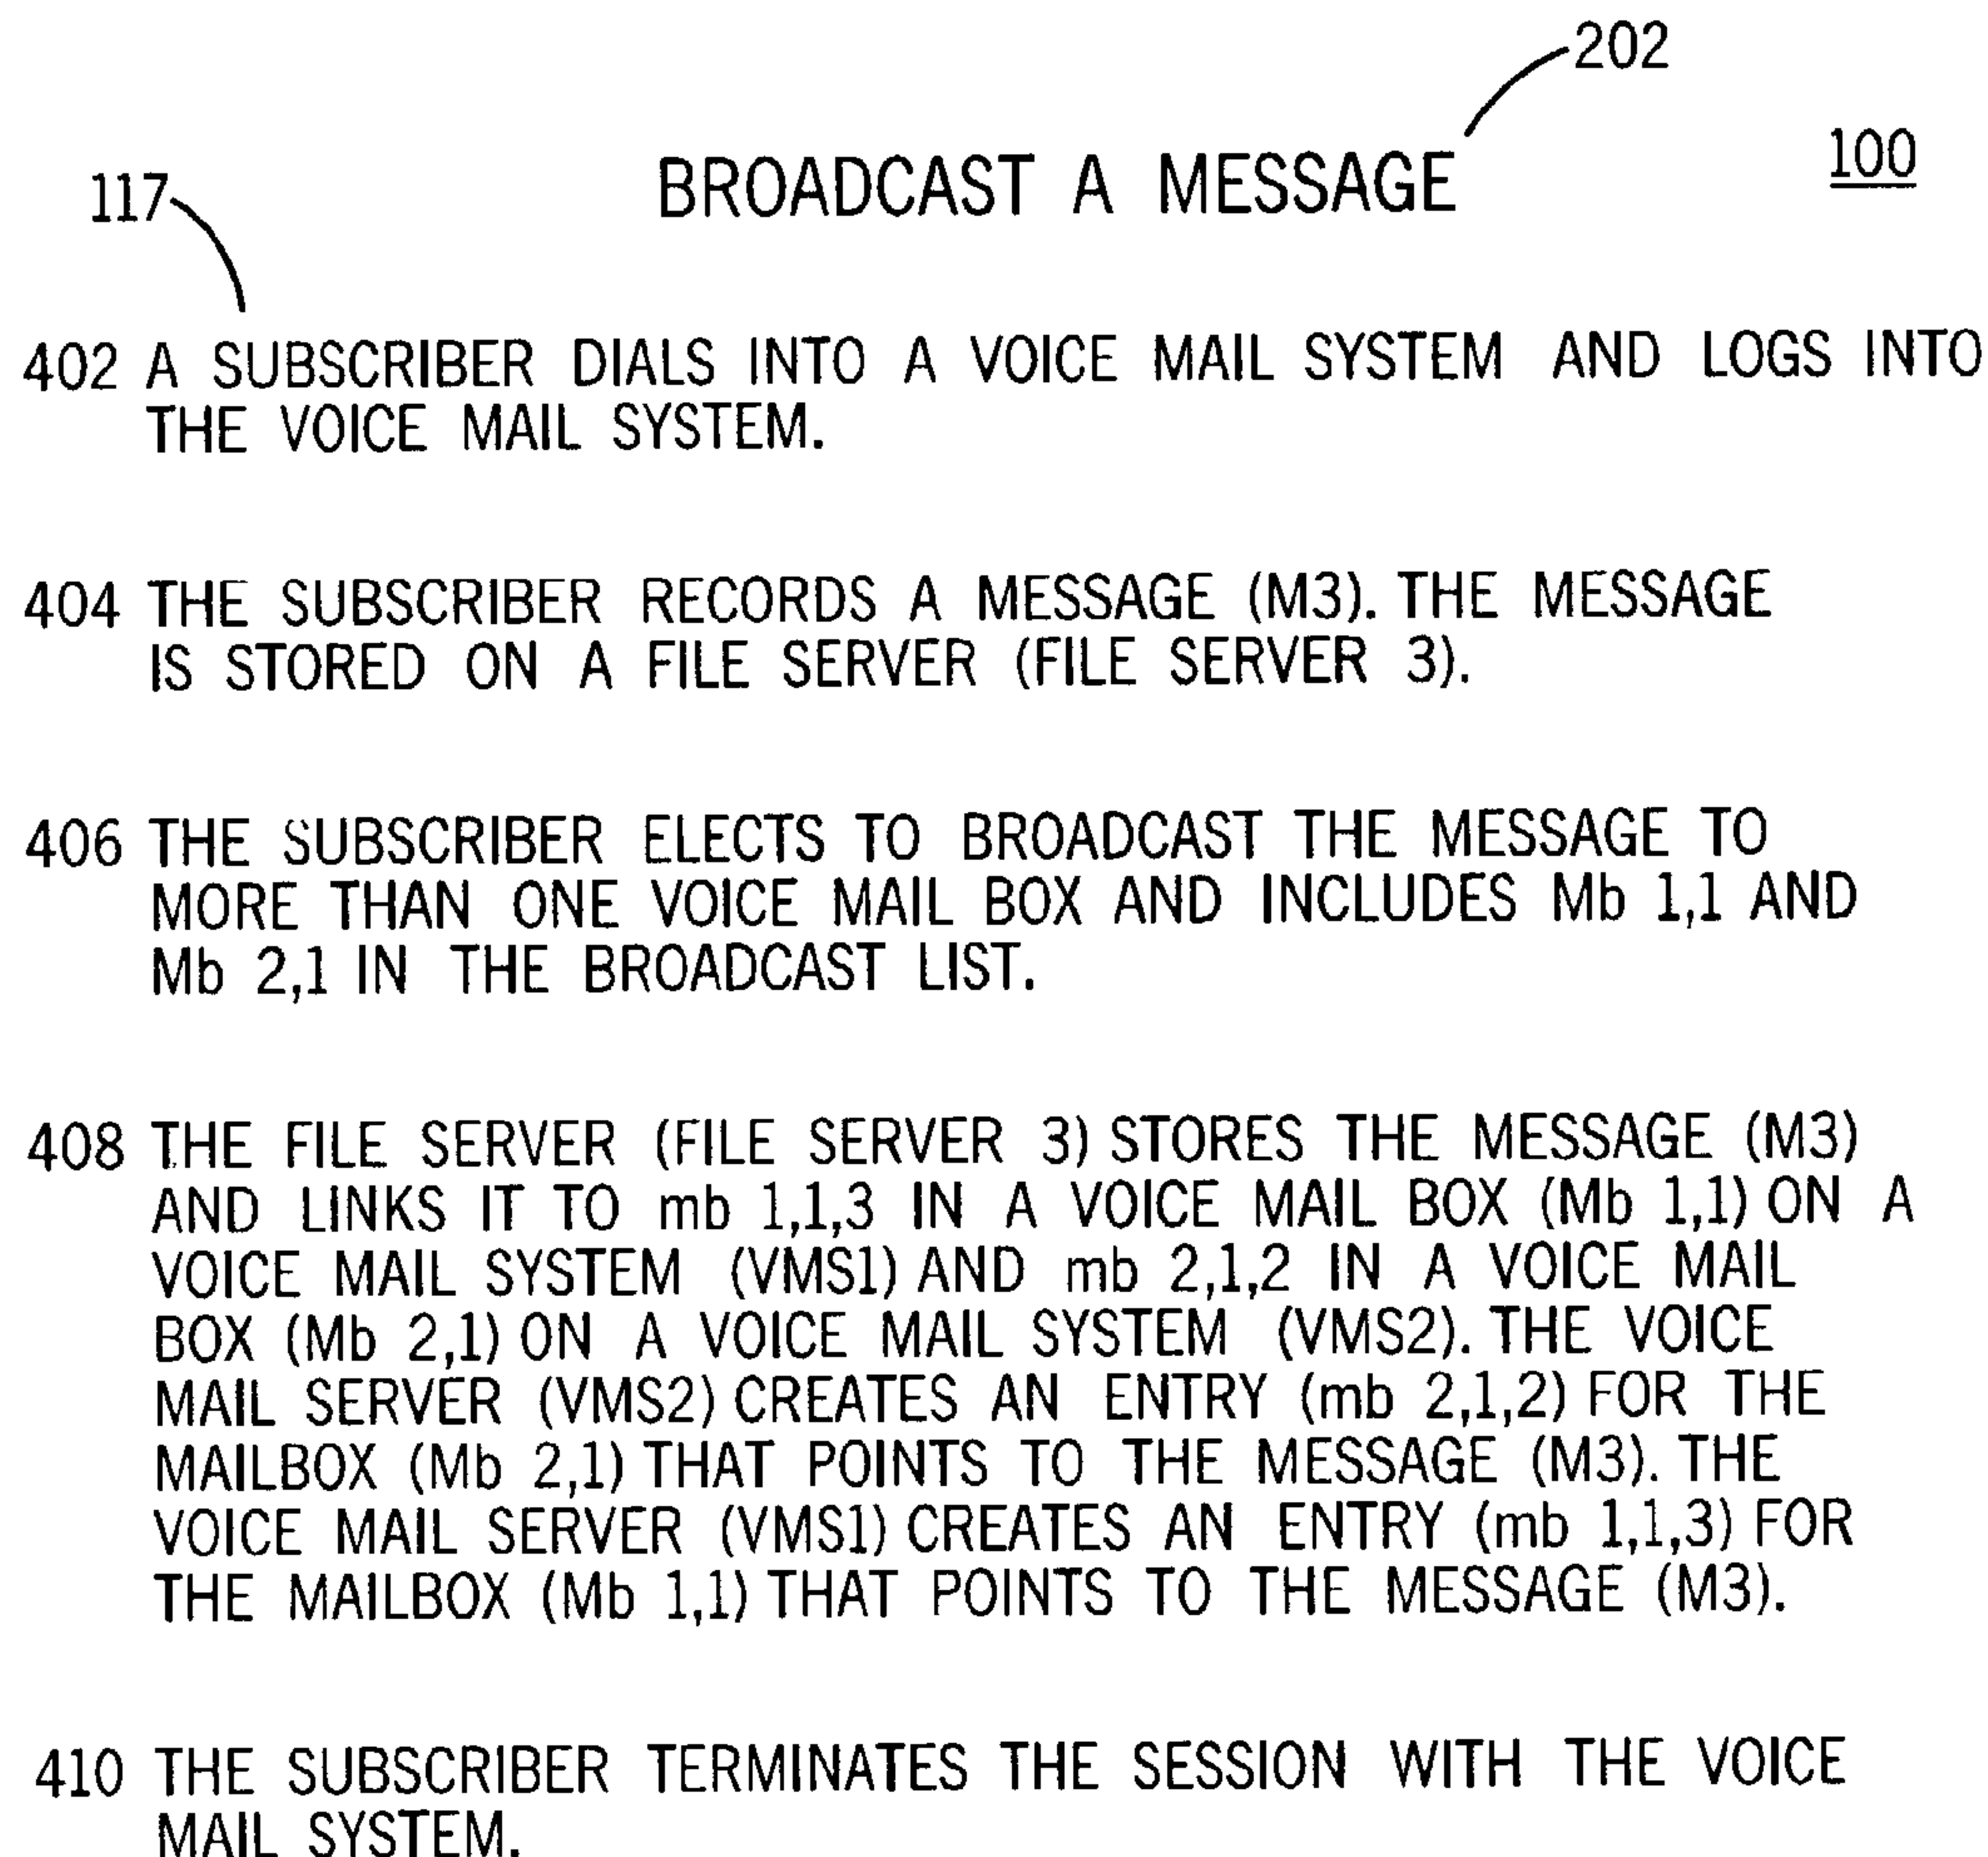 202
BROADCAST A MESSAGE
100
117
402 A SUBSCRIBER DIALS INTO A VOICE MAIL SYSTEM AND LOGS INTO
THE VOICE MAIL SYSTEM.
404 THE SUBSCRIBER RECORDS A MESSAGE (M3). THE MESSAGE
IS STORED ON A FILE SERVER (FILE SERVER 3).
406 THE SUBSCRIBER ELECTS TO BROADCAST THE MESSAGE TO
MORE THAN ONE VOICE MAIL BOX AND INCLUDES Mb 1,1 AND
Mb 2,1 IN THE BROADCAST LIST.
408 THE FILE SERVER (FILE SERVER 3) STORES THE MESSAGE (M3)
AND LINKS IT TO mb 1,1,3 IN A VOICE MAIL BOX (Mb 1,1) ON A
VOICE MAIL SYSTEM (VMS1) AND mb 2,1,2 IN A VOICE MAIL
BOX (Mb 2,1) ON A VOICE MAIL SYSTEM (VMS2). THE VOICE
MAIL SERVER (VMS2) CREATES AN ENTRY (mb 2,1,2) FOR THE
MAILBOX (Mb 2,1) THAT POINTS TO THE MESSAGE (M3). THE
VOICE MAIL SERVER (VMS1) CREATES AN ENTRY (mb 1,1,3) FOR
THE MAILBOX (Mb 1,1) THAT POINTS TO THE MESSAGE (M3).
410 THE SUBSCRIBER TERMINATES THE SESSION WITH THE VOICE
MAIL SYSTEM.